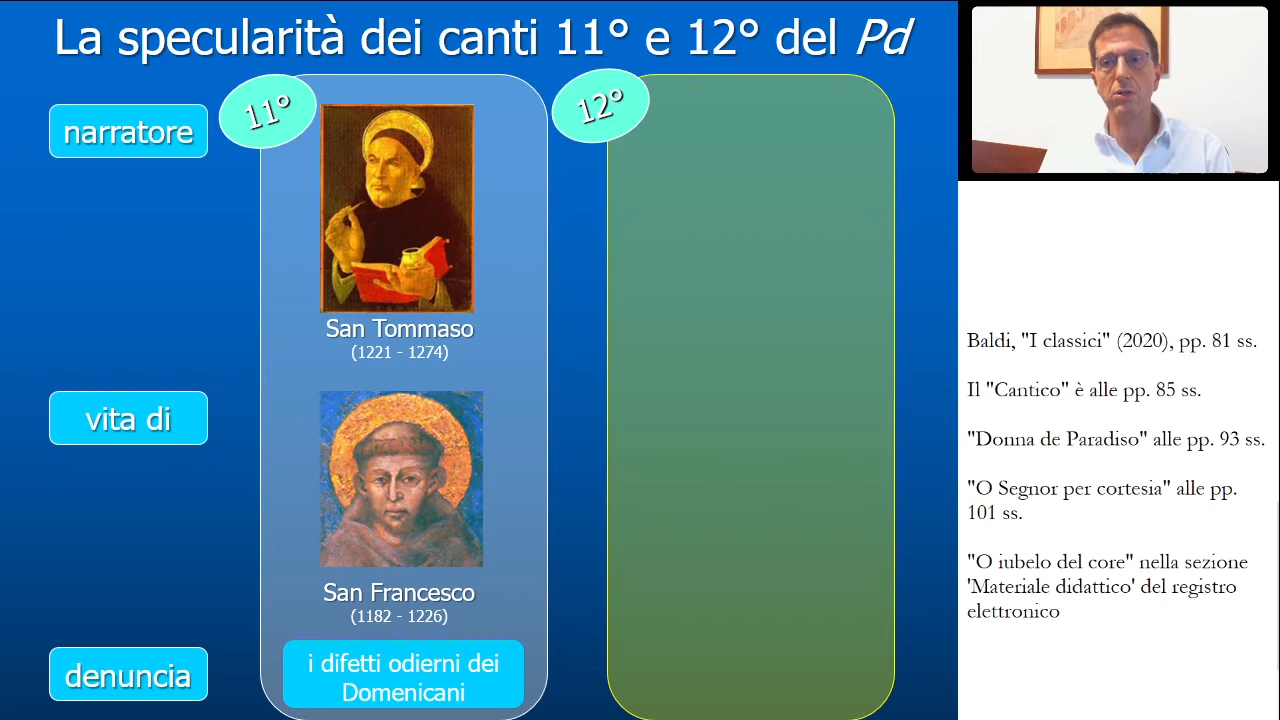 La specularità dei canti 11° e 12° del Pd
11°
12°
narratore
San Tommaso
(1221 - 1274)
vita di
San Francesco
(1182 - 1226)
denuncia
i difetti odierni dei
Domenicani
Baldi, "I classici" (2020), pp. 81 ss.
Il "Cantico" è alle pp. 85 ss.
"Donna de Paradiso" alle pp. 93 ss.
"O Segnor per cortesia" alle pp.
101 ss.
"O iubelo del core" nella sezione
'Materiale didattico' del registro
elettronico